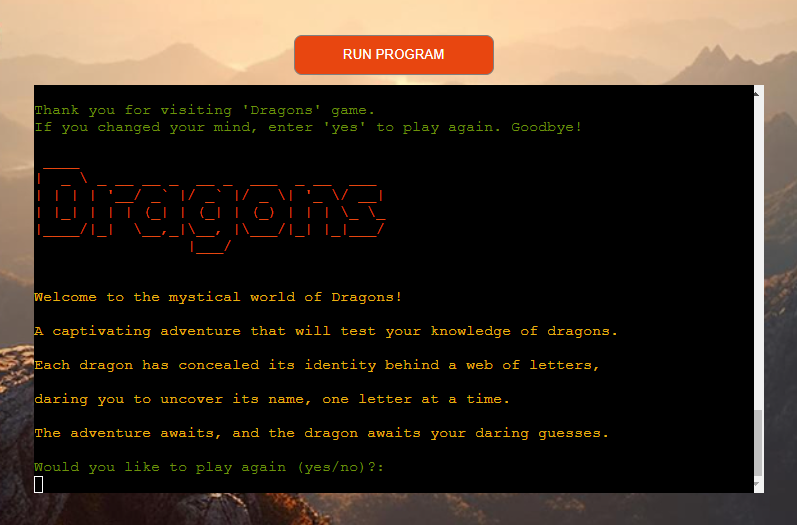 RUN PROGRAM
Thank you for visiting 'Dragons' game.
If you changed your mind, enter 'yes' to play again. Goodbye!
Dragons
Welcome to the mystical world of Dragons!
A captivating adventure that will test your knowledge of dragons.
Each dragon has concealed its identity behind a web of letters,
daring you to uncover its name, one letter at a time.
The adventure awaits, and the dragon awaits your daring guesses.
Would you like to play again (yes/no)?: